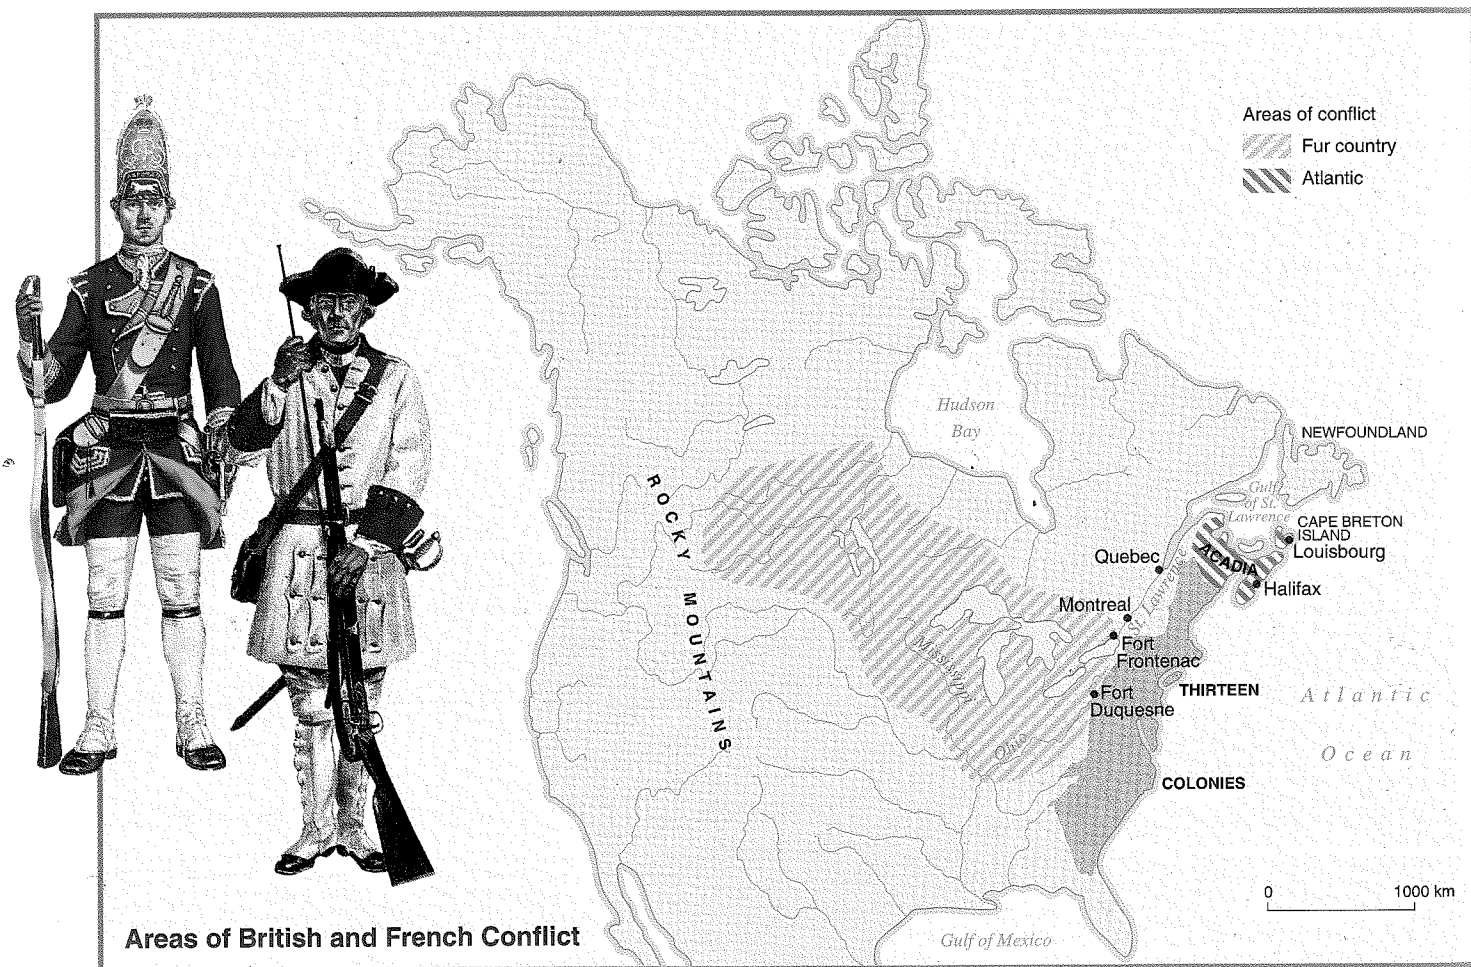 Areas of conflict
Fur country
Atlantic
Hudson
Bay
NEWFOUNDLAND
Gulf
of St.
Lawrence
CAPE BRETON
ISLAND
Louisbourg
ACADIA
Halifax
Quebec
St. Lawrence
Montreal
Fort
Frontenac
Fort
Duquesne
THIRTEEN
COLONIES
Mississippi
Ohio
ROCKY MOUNTAINS
Atlantic
Ocean
Gulf of Mexico
0 1000 km
Areas of British and French Conflict